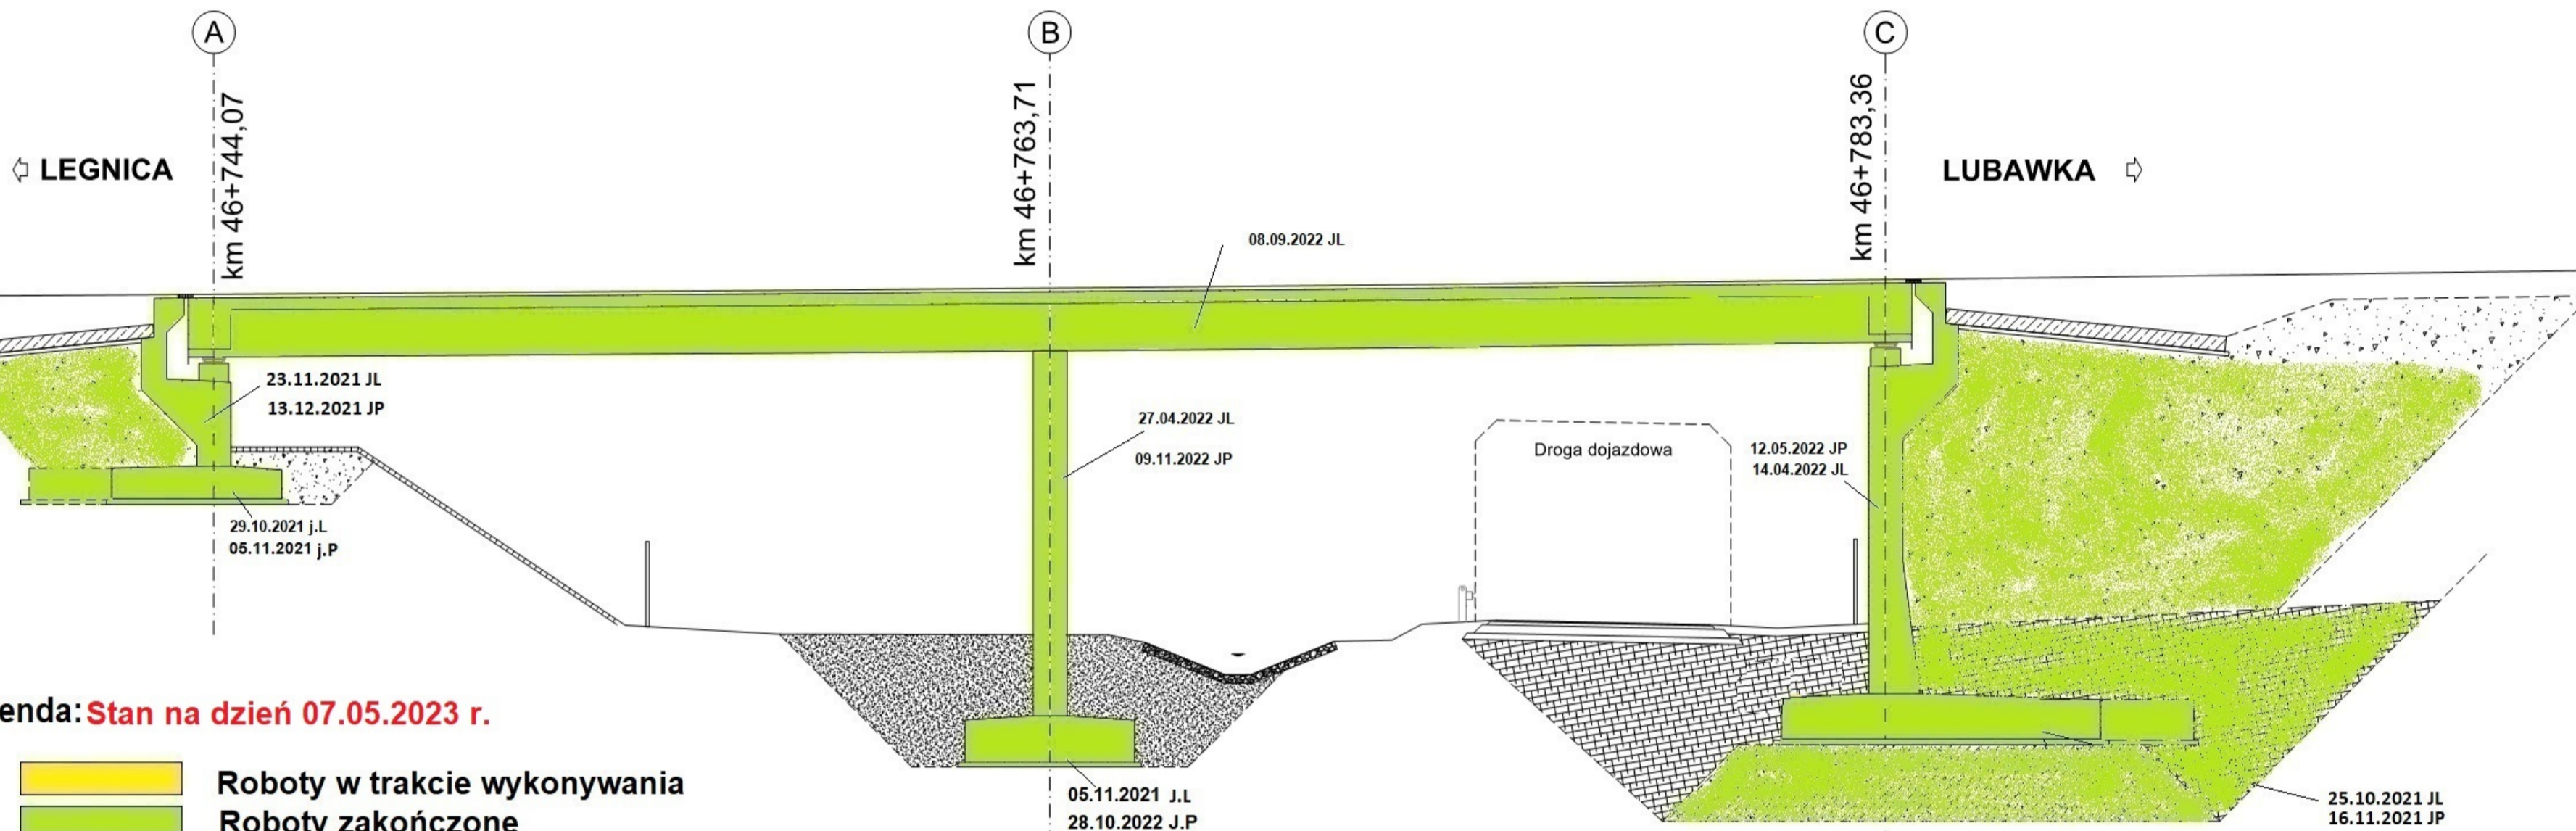 A
B
C
km 46+744,07
km 46+763,71
km 46+783,36
LEGNICA
LUBAWKA
08.09.2022 JL
23.11.2021 JL
13.12.2021 JP
27.04.2022 JL
09.11.2022 JP
Droga dojazdowa
12.05.2022 JP
14.04.2022 JL
29.10.2021 j.L
05.11.2021 j.P
enda: Stan na dzień 07.05.2023 r.
Roboty w trakcie wykonywania
Roboty zakończone
05.11.2021 J.L
28.10.2022 J.P
25.10.2021 JL
16.11.2021 JP